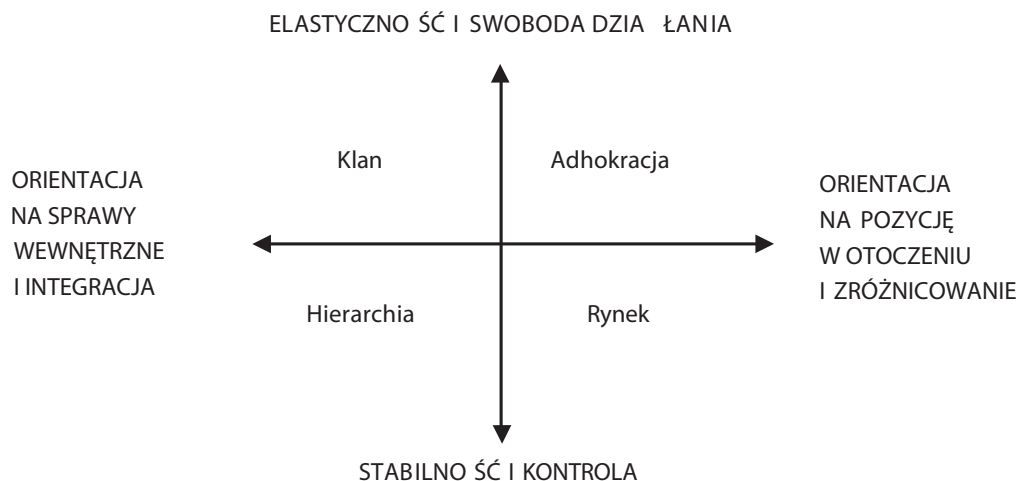 ELASTYCZNO ŚĆ I SWOBODA DZIA ŁANIA
Klan
Adhokracja
ORIENTACJA
NA SPRAWY
WEWNĘTRZNE
I INTEGRACJA
ORIENTACJA
NA POZYCJĘ
W OTOCZENIU
I ZRÓŻNICOWANIE
Hierarchia
Rynek
STABILNO ŚĆ I KONTROLA